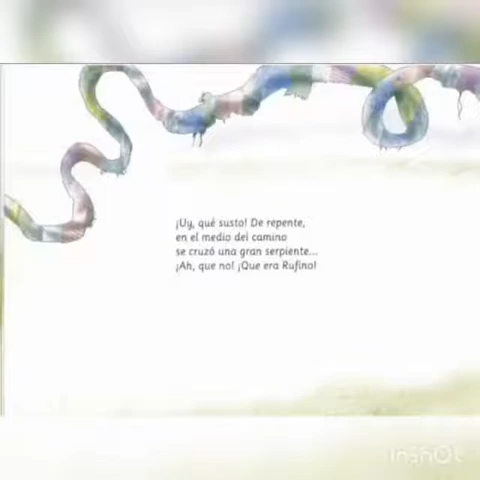 ¡Uy, qué susto! De repente,
en el medio del camino
se cruzó una gran serpiente...
¡Ah, que no! ¡Que era Rufino!
InShOt